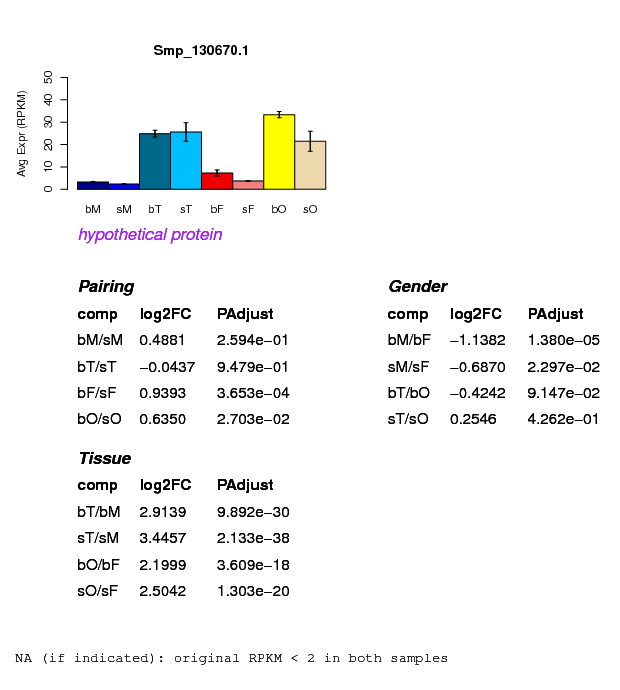 Smp_130670.1
Avg Expr (RPKM)
50
40
30
20
10
0
bM sM bT sT bF sF bO sO
hypothetical protein
Pairing
comp log2FC PAdjust
bM/sM 0.4881 2.594e−01
bT/sT −0.0437 9.479e−01
bF/sF 0.9393 3.653e−04
bO/sO 0.6350 2.703e−02
Gender
comp log2FC PAdjust
bM/bF −1.1382 1.380e−05
sM/sF −0.6870 2.297e−02
bT/bO −0.4242 9.147e−02
sT/sO 0.2546 4.262e−01
Tissue
comp log2FC PAdjust
bT/bM 2.9139 9.892e−30
sT/sM 3.4457 2.133e−38
bO/bF 2.1999 3.609e−18
sO/sF 2.5042 1.303e−20
NA (if indicated): original RPKM < 2 in both samples